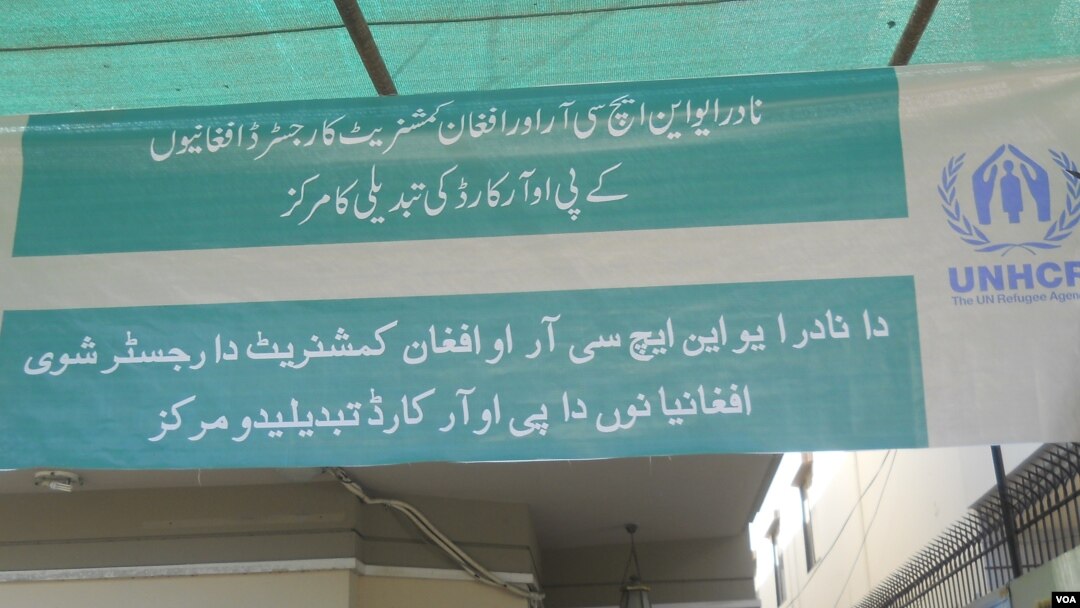 نادرا یو این ایچ سی آر اور افغان کمشنریٹ کا رجسٹرڈ افغانیوں
کے پی او آر کارڈ کی تبدیلی کا مرکز
UNHCR
The UN Refugee Agen
دا نادرا یو این ایچ سی آر او افغان کمشنریٹ دا رجسٹر شوی
افغانیانوں دا پی او آر کارڈ تبدیلیدو مرکز
VOA